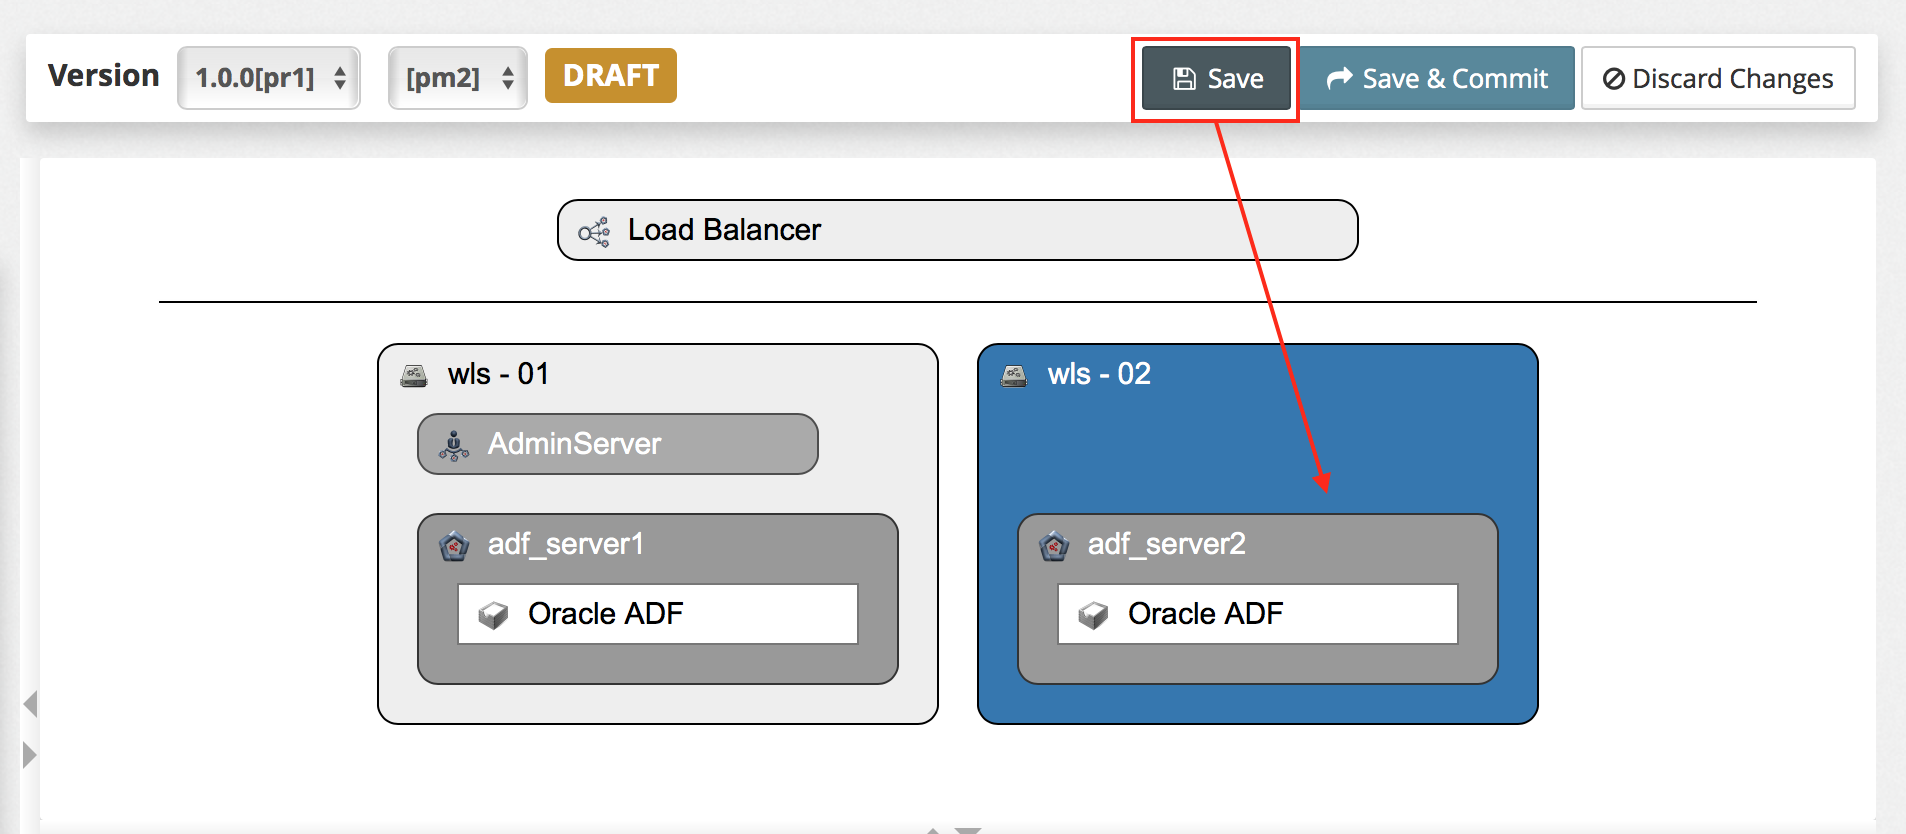 Version 1.0.0[pr1] [pm2] DRAFT Save Save & Commit Discard Changes
Load Balancer
wls - 01
AdminServer
adf_server1
Oracle ADF
wls - 02
adf_server2
Oracle ADF